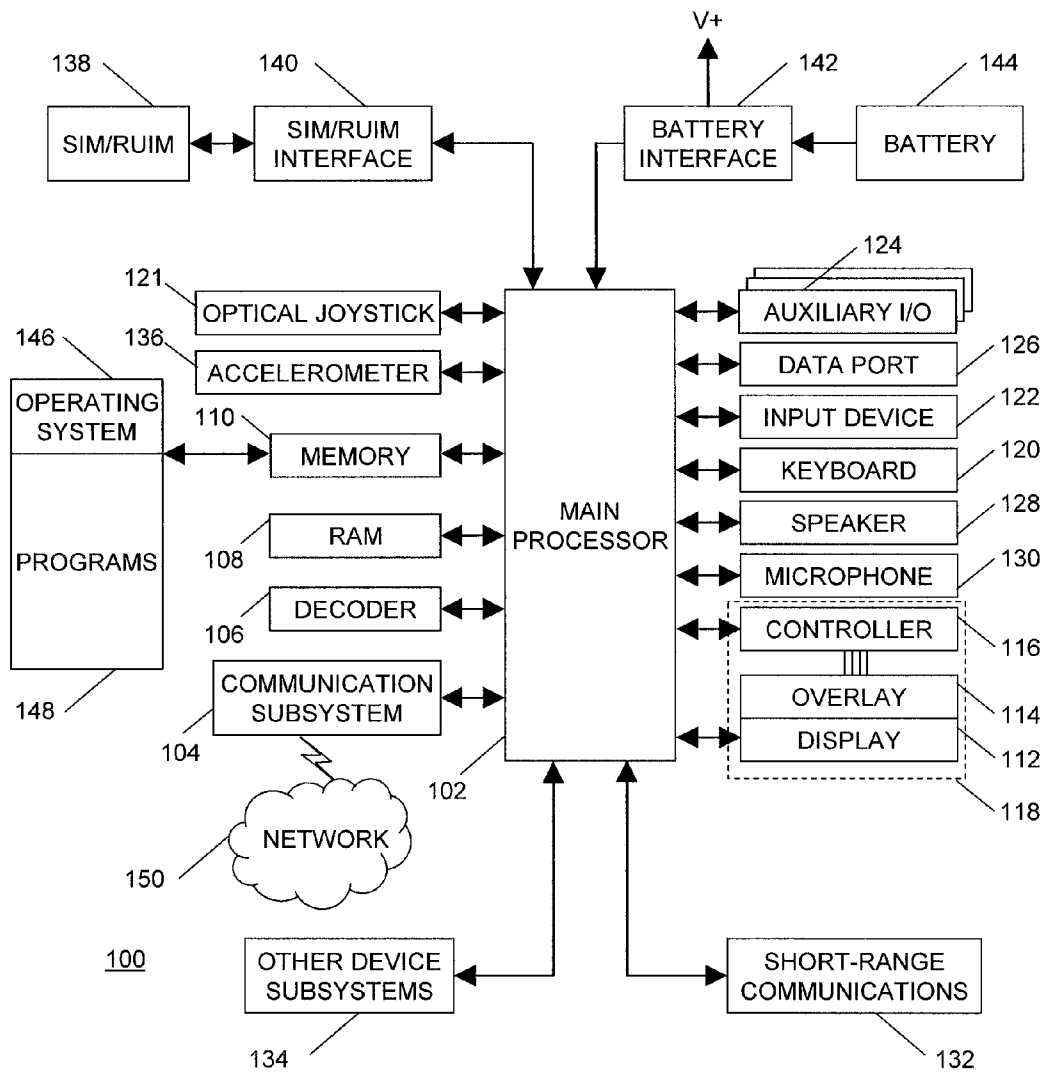 V+
138
140
142
144
SIM/RUIM
SIM/RUIM
INTERFACE
BATTERY
INTERFACE
BATTERY
121
OPTICAL JOYSTICK
136
ACCELEROMETER
146
OPERATING
SYSTEM
110
MEMORY
PROGRAMS
148
RAM
108
DECODER
106
COMMUNICATION
SUBSYSTEM
104
MAIN
PROCESSOR
102
124
AUXILIARY I/O
DATA PORT
126
INPUT DEVICE
122
KEYBOARD
120
SPEAKER
128
MICROPHONE
130
CONTROLLER
116
OVERLAY
114
DISPLAY
112
118
NETWORK
150
100
OTHER DEVICE
SUBSYSTEMS
134
SHORT-RANGE
COMMUNICATIONS
132